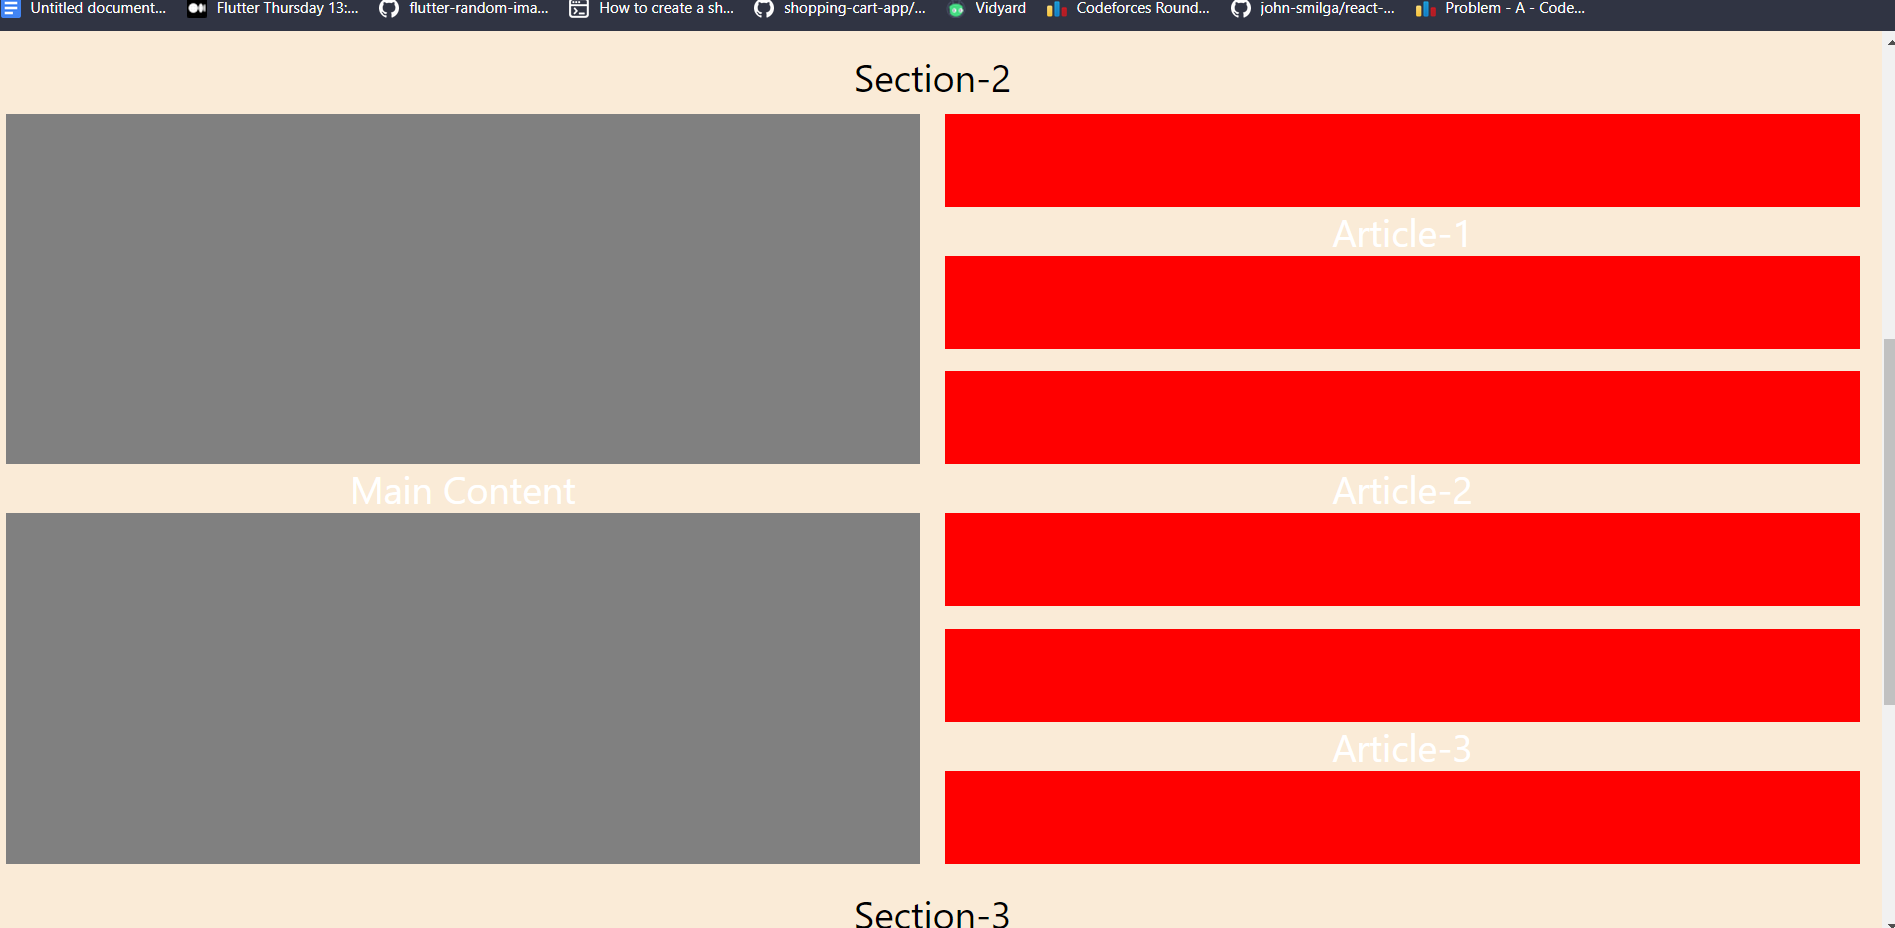 Untitled document... Flutter Thursday 13:... flutter-random-ima... How to create a sh... shopping-cart-app/... Vidyard Codeforces Round... john-smilga/react-... Problem - A - Code...
Section-2
Article-1
Main Content
Article-2
Article-3
Section-3